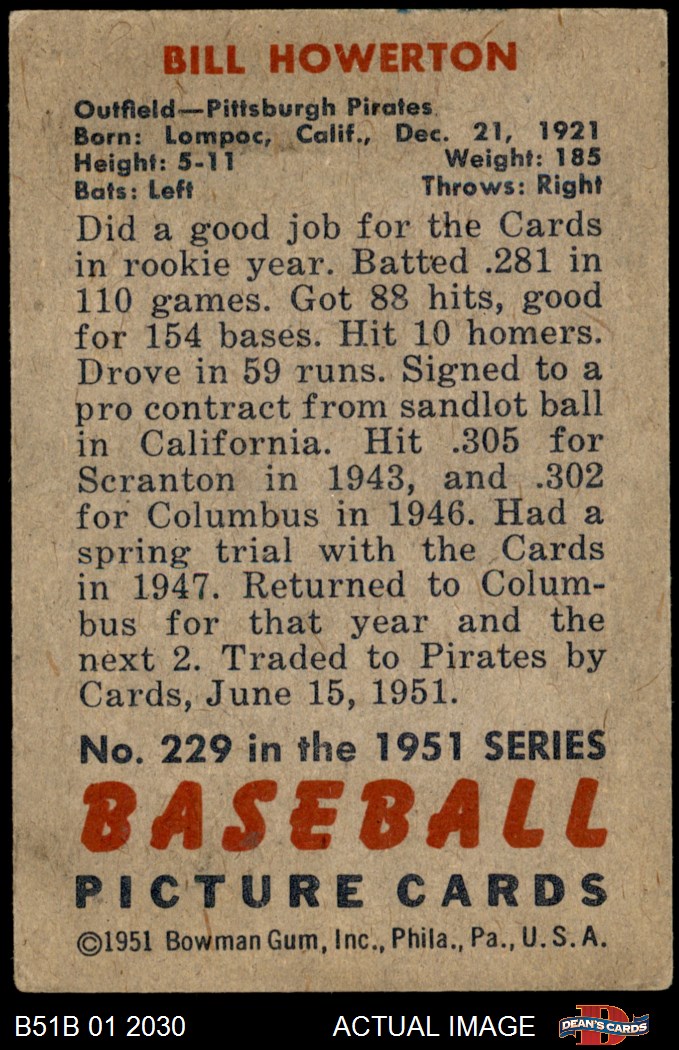 BILL HOWERTON
Outfield—Pittsburgh Pirates
Born: Lompoc, Calif., Dec. 21, 1921
Height: 5-11 Weight: 185
Bats: Left Throws: Right
Did a good job for the Cards
in rookie year. Batted .281 in
110 games. Got 88 hits, good
for 154 bases. Hit 10 homers.
Drove in 59 runs. Signed to a
pro contract from sandlot ball
in California. Hit .305 for
Scranton in 1943, and .302
for Columbus in 1946. Had a
spring trial with the Cards
in 1947. Returned to Colum-
bus for that year and the
next 2. Traded to Pirates by
Cards, June 15, 1951.
No. 229 in the 1951 SERIES
BASEBALL
PICTURE CARDS
©1951 Bowman Gum, Inc., Phila., Pa., U.S.A.
B51B 01 2030 ACTUAL IMAGE D DEAN'S CARDS